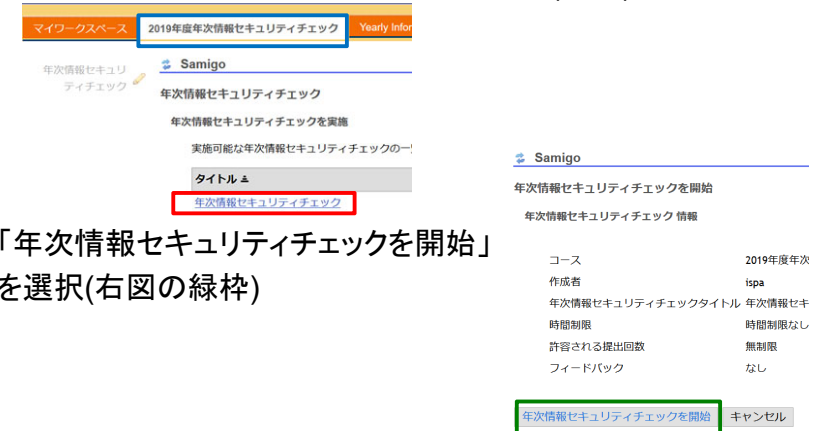 マイワークスペース 2019年度年次情報セキュリティチェック Yearly Infor
年次情報セキュリ
ティチェック
Samigo
年次情報セキュリティチェック
年次情報セキュリティチェックを実施
実施可能な年次情報セキュリティチェックの一
タイトル
年次情報セキュリティチェック
「年次情報セキュリティチェックを開始」
を選択(右図の緑枠)
Samigo
年次情報セキュリティチェックを開始
年次情報セキュリティチェック 情報
コース 2019年度年次
作成者 ispa
年次情報セキュリティチェックタイトル 年次情報セキ
時間制限 時間制限なし
許容される提出回数 無制限
フィードバック なし
年次情報セキュリティチェックを開始 キャンセル